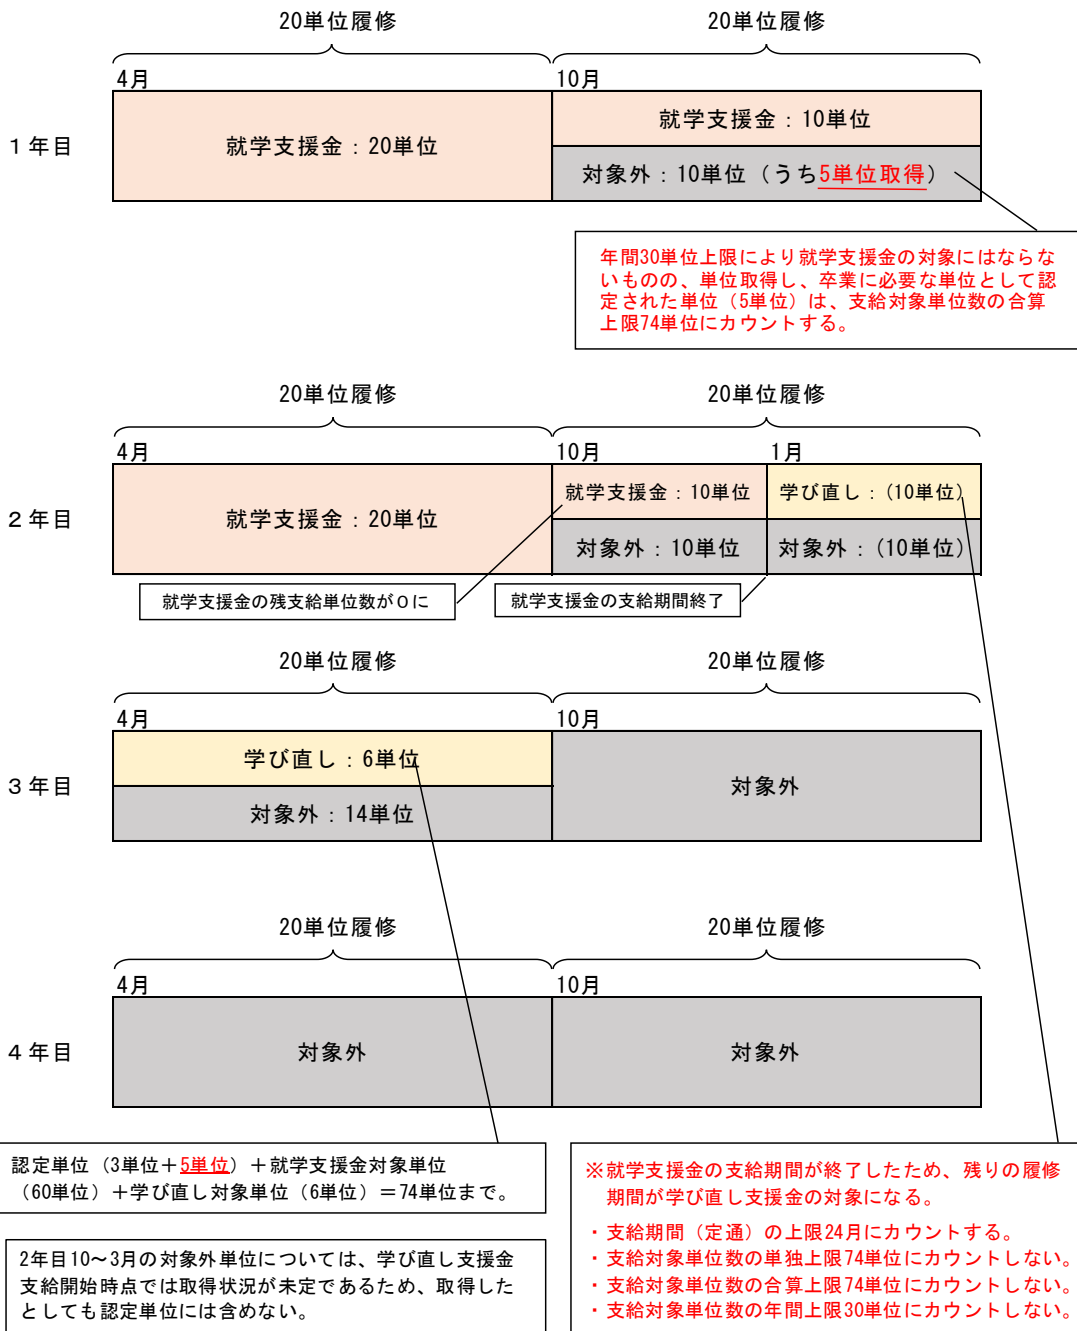 20単位履修
20単位履修
4月
10月
1年目
就学支援金：20単位
就学支援金：10単位
対象外：10単位（うち5単位取得）
年間30単位上限により就学支援金の対象にはならな
いものの、単位取得し、卒業に必要な単位として認
定された単位（5単位）は、支給対象単位数の合算
上限74単位にカウントする。
20単位履修
20単位履修
4月
10月
1月
2年目
就学支援金：20単位
就学支援金：10単位
学び直し：(10単位)
対象外：10単位
対象外：(10単位)
就学支援金の残支給単位数が0に
就学支援金の支給期間終了
20単位履修
20単位履修
4月
10月
3年目
学び直し：6単位
対象外：14単位
対象外
20単位履修
20単位履修
4月
10月
4年目
対象外
対象外
認定単位（3単位＋5単位）＋就学支援金対象単位
（60単位）＋学び直し対象単位（6単位）＝74単位まで。
2年目10～3月の対象外単位については、学び直し支援金
支給開始時点では取得状況が未定であるため、取得した
としても認定単位には含めない。
※就学支援金の支給期間が終了したため、残りの履修
期間が学び直し支援金の対象になる。
・支給期間（定通）の上限24月にカウントする。
・支給対象単位数の単独上限74単位にカウントしない。
・支給対象単位数の合算上限74単位にカウントしない。
・支給対象単位数の年間上限30単位にカウントしない。